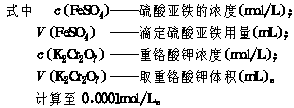 式中 c(FeSO₄)——硫酸亚铁的浓度(mol/L);
V(FeSO₄)——滴定硫酸亚铁用量(mL);
c(K₂Cr₂O₇)——重铬酸钾浓度(mol/L);
V(K₂Cr₂O₇)——取重铬酸钾体积(mL)。
计算至 0.0001mol/L。